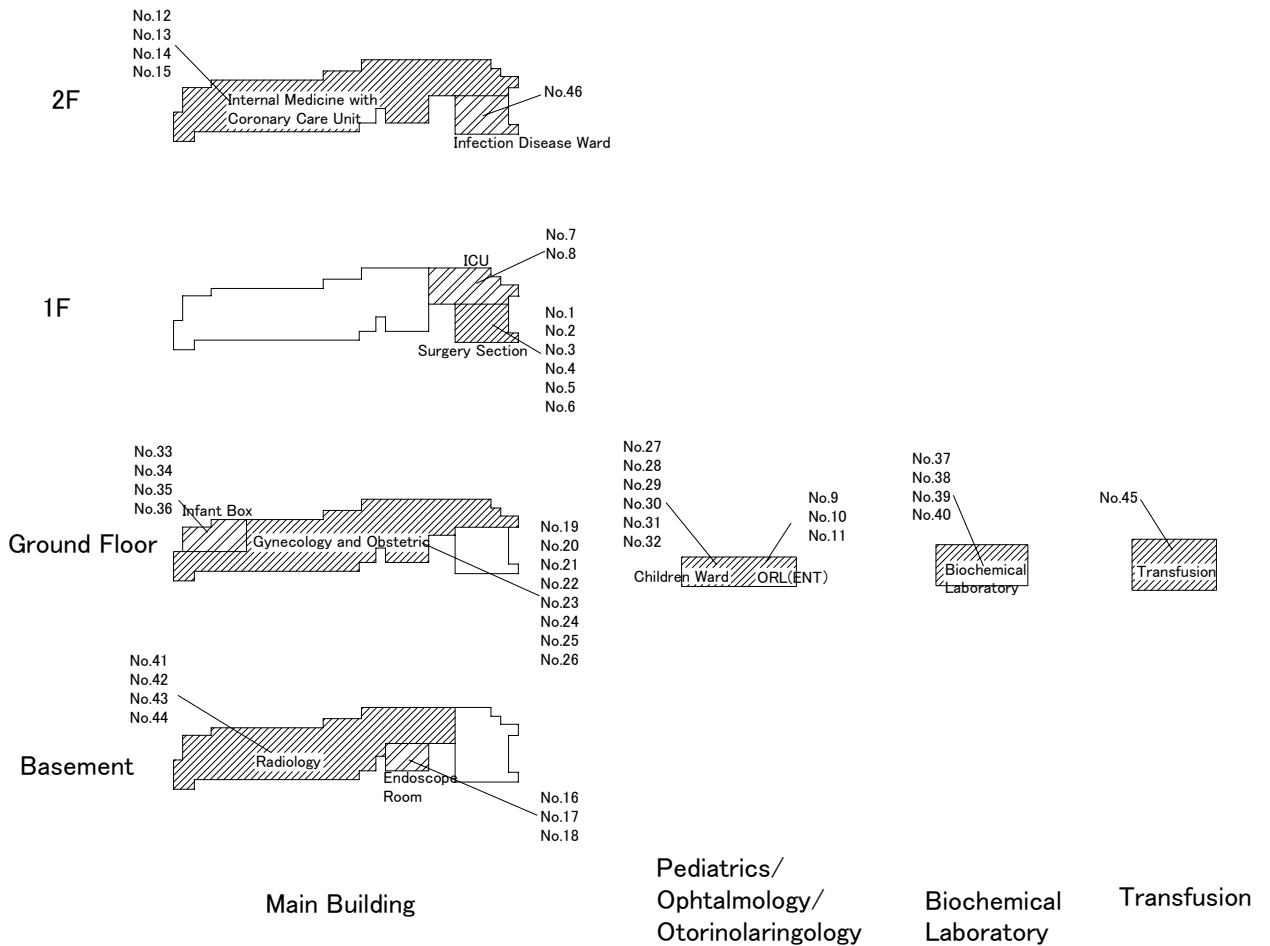 No.12
No.13
No.14
No.15
2F
Internal Medicine with
Coronary Care Unit
No.46
Infection Disease Ward
1F
ICU
No.7
No.8
Surgery Section
No.1
No.2
No.3
No.4
No.5
No.6
Ground Floor
No.33
No.34
No.35
No.36
Infant Box
Gynecology and Obstetric
No.19
No.20
No.21
No.22
No.23
No.24
No.25
No.26
No.27
No.28
No.29
No.30
No.31
No.32
Children Ward
No.9
No.10
No.11
ORL(ENT)
No.37
No.38
No.39
No.40
Biochemical
Laboratory
No.45
Transfusion
Basement
No.41
No.42
No.43
No.44
Radiology
Endoscope
Room
No.16
No.17
No.18
Main Building
Pediatrics/
Ophtalmology/
Otorinolaringology
Biochemical
Laboratory
Transfusion